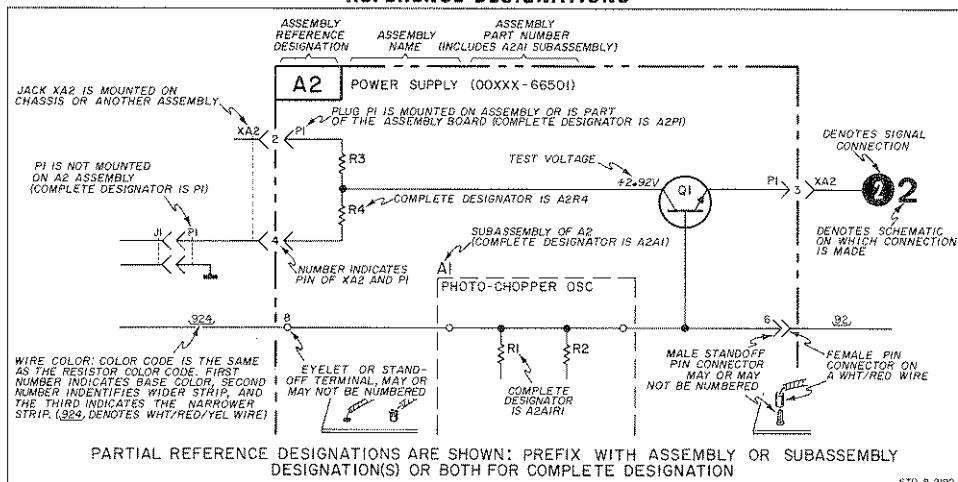 ASSEMBLY
REFERENCE
DESIGNATION
ASSEMBLY
NAME
ASSEMBLY
PART NUMBER
(INCLUDES A2A1 SUBASSEMBLY)
A2
POWER SUPPLY (00XXX-66501)
JACK XA2 IS MOUNTED ON
CHASSIS OR ANOTHER ASSEMBLY
XA2
2
P1
PLUG P1 IS MOUNTED ON ASSEMBLY OR IS PART
OF THE ASSEMBLY BOARD (COMPLETE DESIGNATOR IS A2P1)
DENOTES SIGNAL
CONNECTION
P1 IS NOT MOUNTED
ON A2 ASSEMBLY
(COMPLETE DESIGNATOR IS P1)
R3
TEST VOLTAGE
+2.92V
Q1
P1
3
XA2
2
2
R4
COMPLETE DESIGNATOR IS A2R4
DENOTES SCHEMATIC
ON WHICH CONNECTION
IS MADE
J1
P1
4
SUBASSEMBLY OF A2
(COMPLETE DESIGNATOR IS A2A1)
NUMBER INDICATES
PIN OF XA2 AND P1
A1
PHOTO-CHOPPER OSC
924
8
6
92
R1
R2
WIRE COLOR: COLOR CODE IS THE SAME
AS THE RESISTOR COLOR CODE. FIRST
NUMBER INDICATES BASE COLOR, SECOND
NUMBER INDENTIFIES WIDER STRIP, AND
THE THIRD INDICATES THE NARROWER
STRIP. (924, DENOTES WHT/RED/YEL WIRE)
EYELET OR STAND-
OFF TERMINAL, MAY OR
MAY NOT BE NUMBERED
COMPLETE
DESIGNATOR
IS A2A1R1
MALE STANDOFF
PIN CONNECTOR
MAY OR MAY
NOT BE NUMBERED
FEMALE PIN
CONNECTOR ON
A WHT/RED WIRE
PARTIAL REFERENCE DESIGNATIONS ARE SHOWN: PREFIX WITH ASSEMBLY OR SUBASSEMBLY
DESIGNATION(S) OR BOTH FOR COMPLETE DESIGNATION